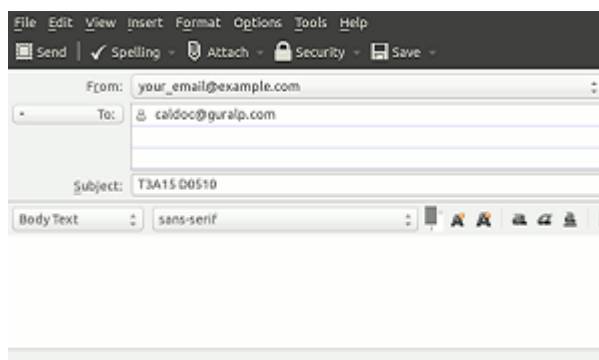 File Edit View Insert Format Options Tools Help
Send Spelling Attach Security Save
From: your_email@example.com
To: caldoc@guralp.com
Subject: T3A15 D0510
Body Text sans-serif